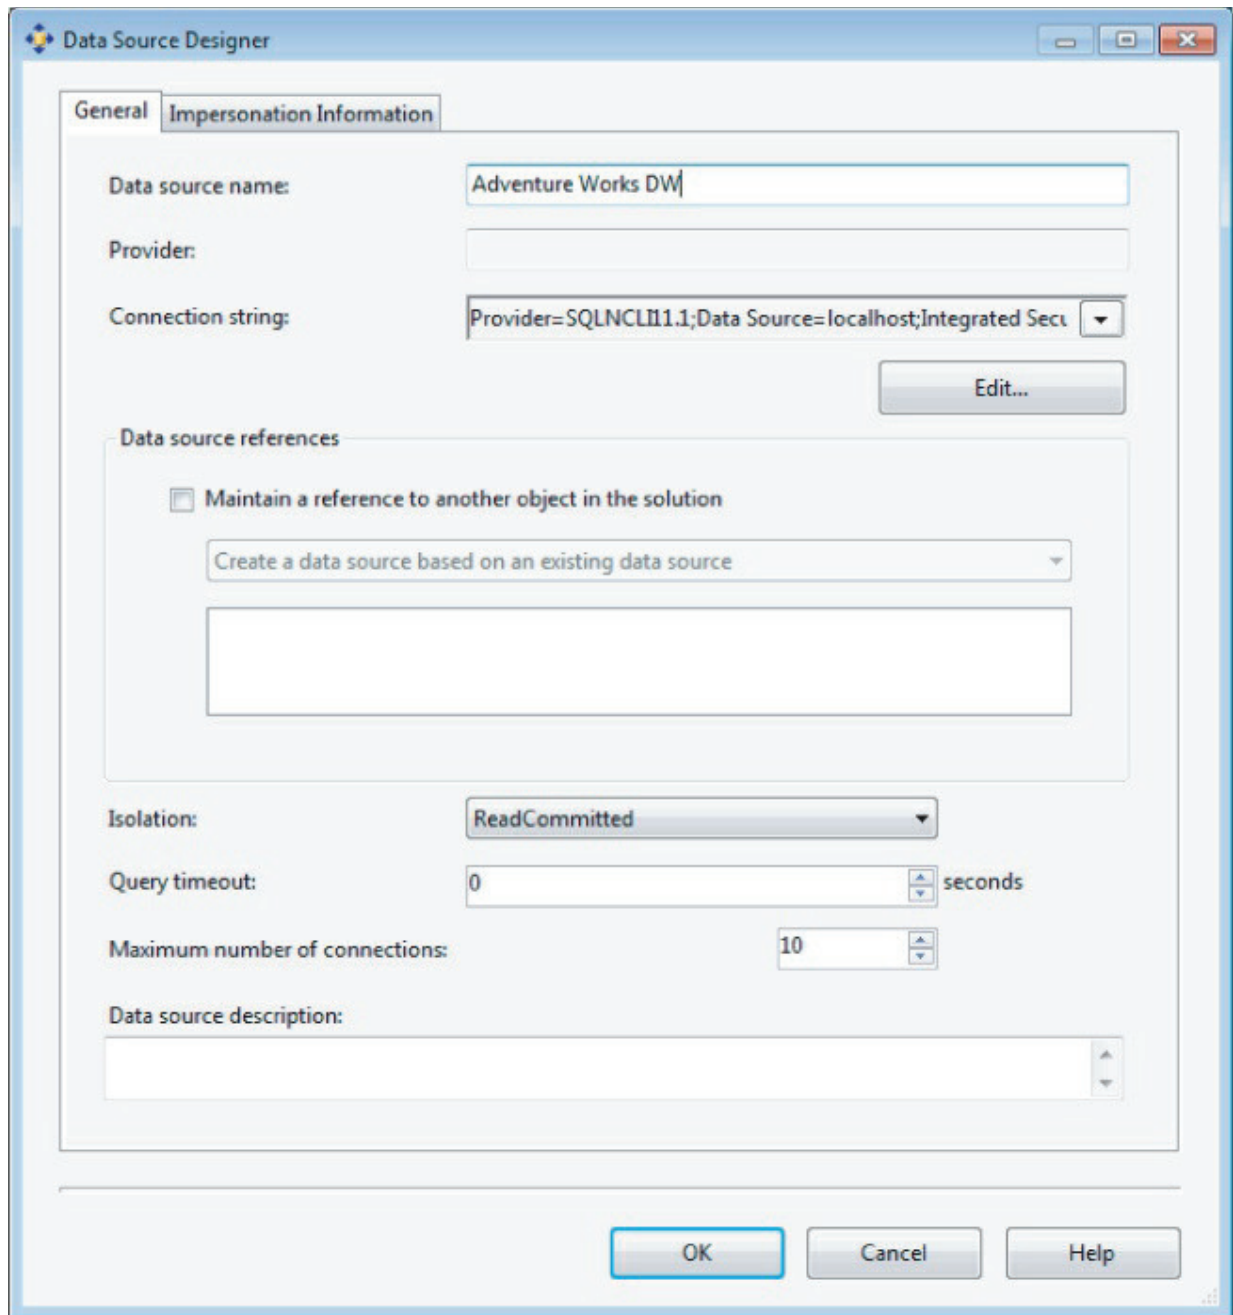 Data Source Designer
General
Impersonation Information
Data source name:
Adventure Works DW
Provider:
Connection string:
Provider=SQLNCLI11.1;Data Source=localhost;Integrated Secu
Edit...
Data source references
Maintain a reference to another object in the solution
Create a data source based on an existing data source
Isolation:
ReadCommitted
Query timeout:
0
seconds
Maximum number of connections:
10
Data source description:
OK
Cancel
Help